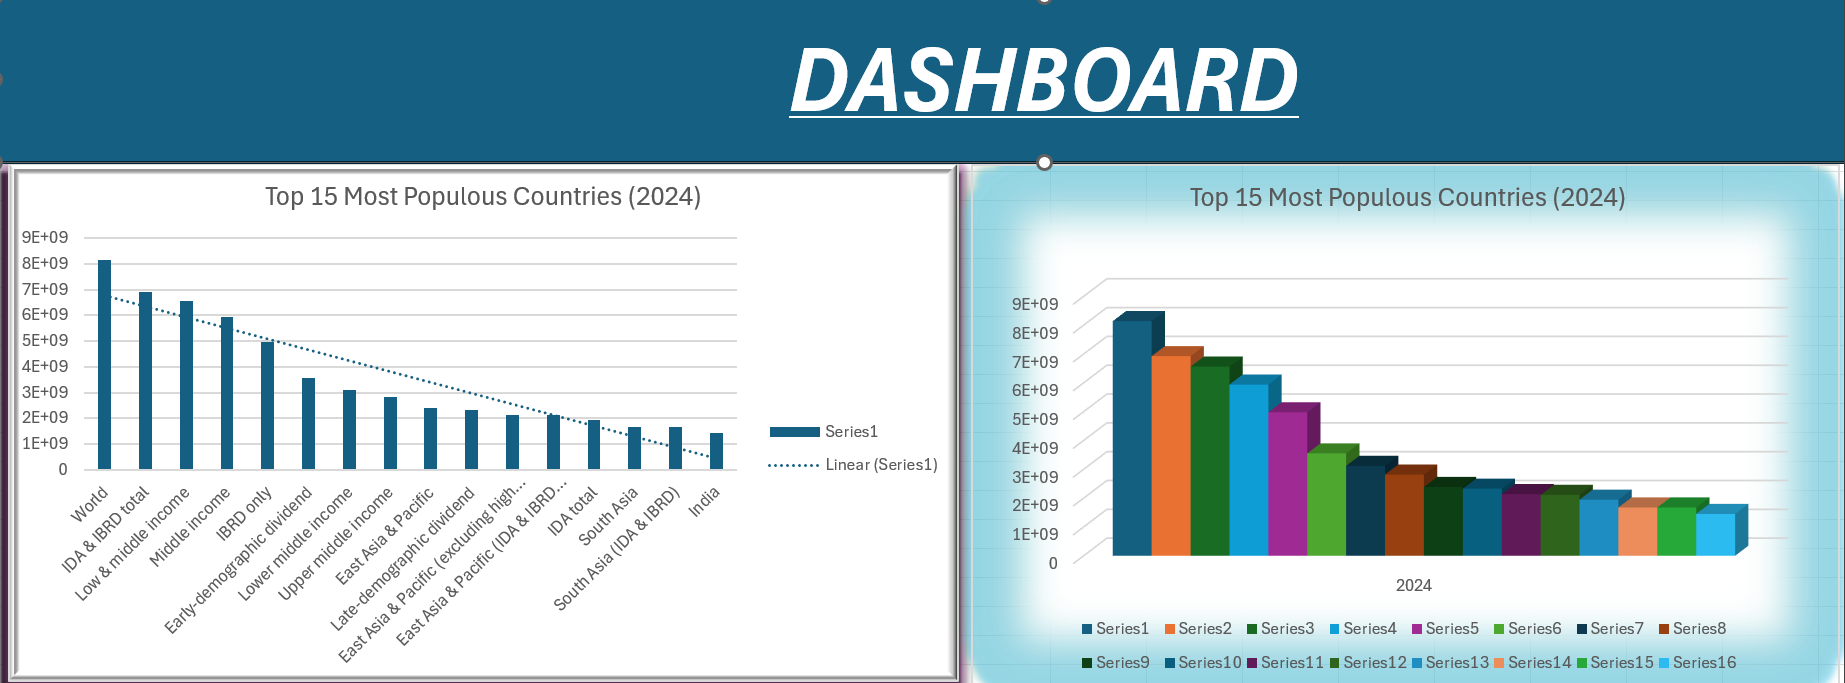 DASHBOARD
Top 15 Most Populous Countries (2024)
9E+09
8E+09
7E+09
6E+09
5E+09
4E+09
3E+09
2E+09
1E+09
0
World
IDA & IBRD total
Low & middle income
Middle income
IBRD only
Early-demographic dividend
Lower middle income
Upper middle income
East Asia & Pacific
Late-demographic dividend
East Asia & Pacific (excluding high...
East Asia & Pacific (IDA & IBRD...
IDA total
South Asia
South Asia (IDA & IBRD)
India
Series1
Linear (Series1)
Top 15 Most Populous Countries (2024)
9E+09
8E+09
7E+09
6E+09
5E+09
4E+09
3E+09
2E+09
1E+09
0
2024
Series1 Series2 Series3 Series4 Series5 Series6 Series7 Series8
Series9 Series10 Series11 Series12 Series13 Series14 Series15 Series16